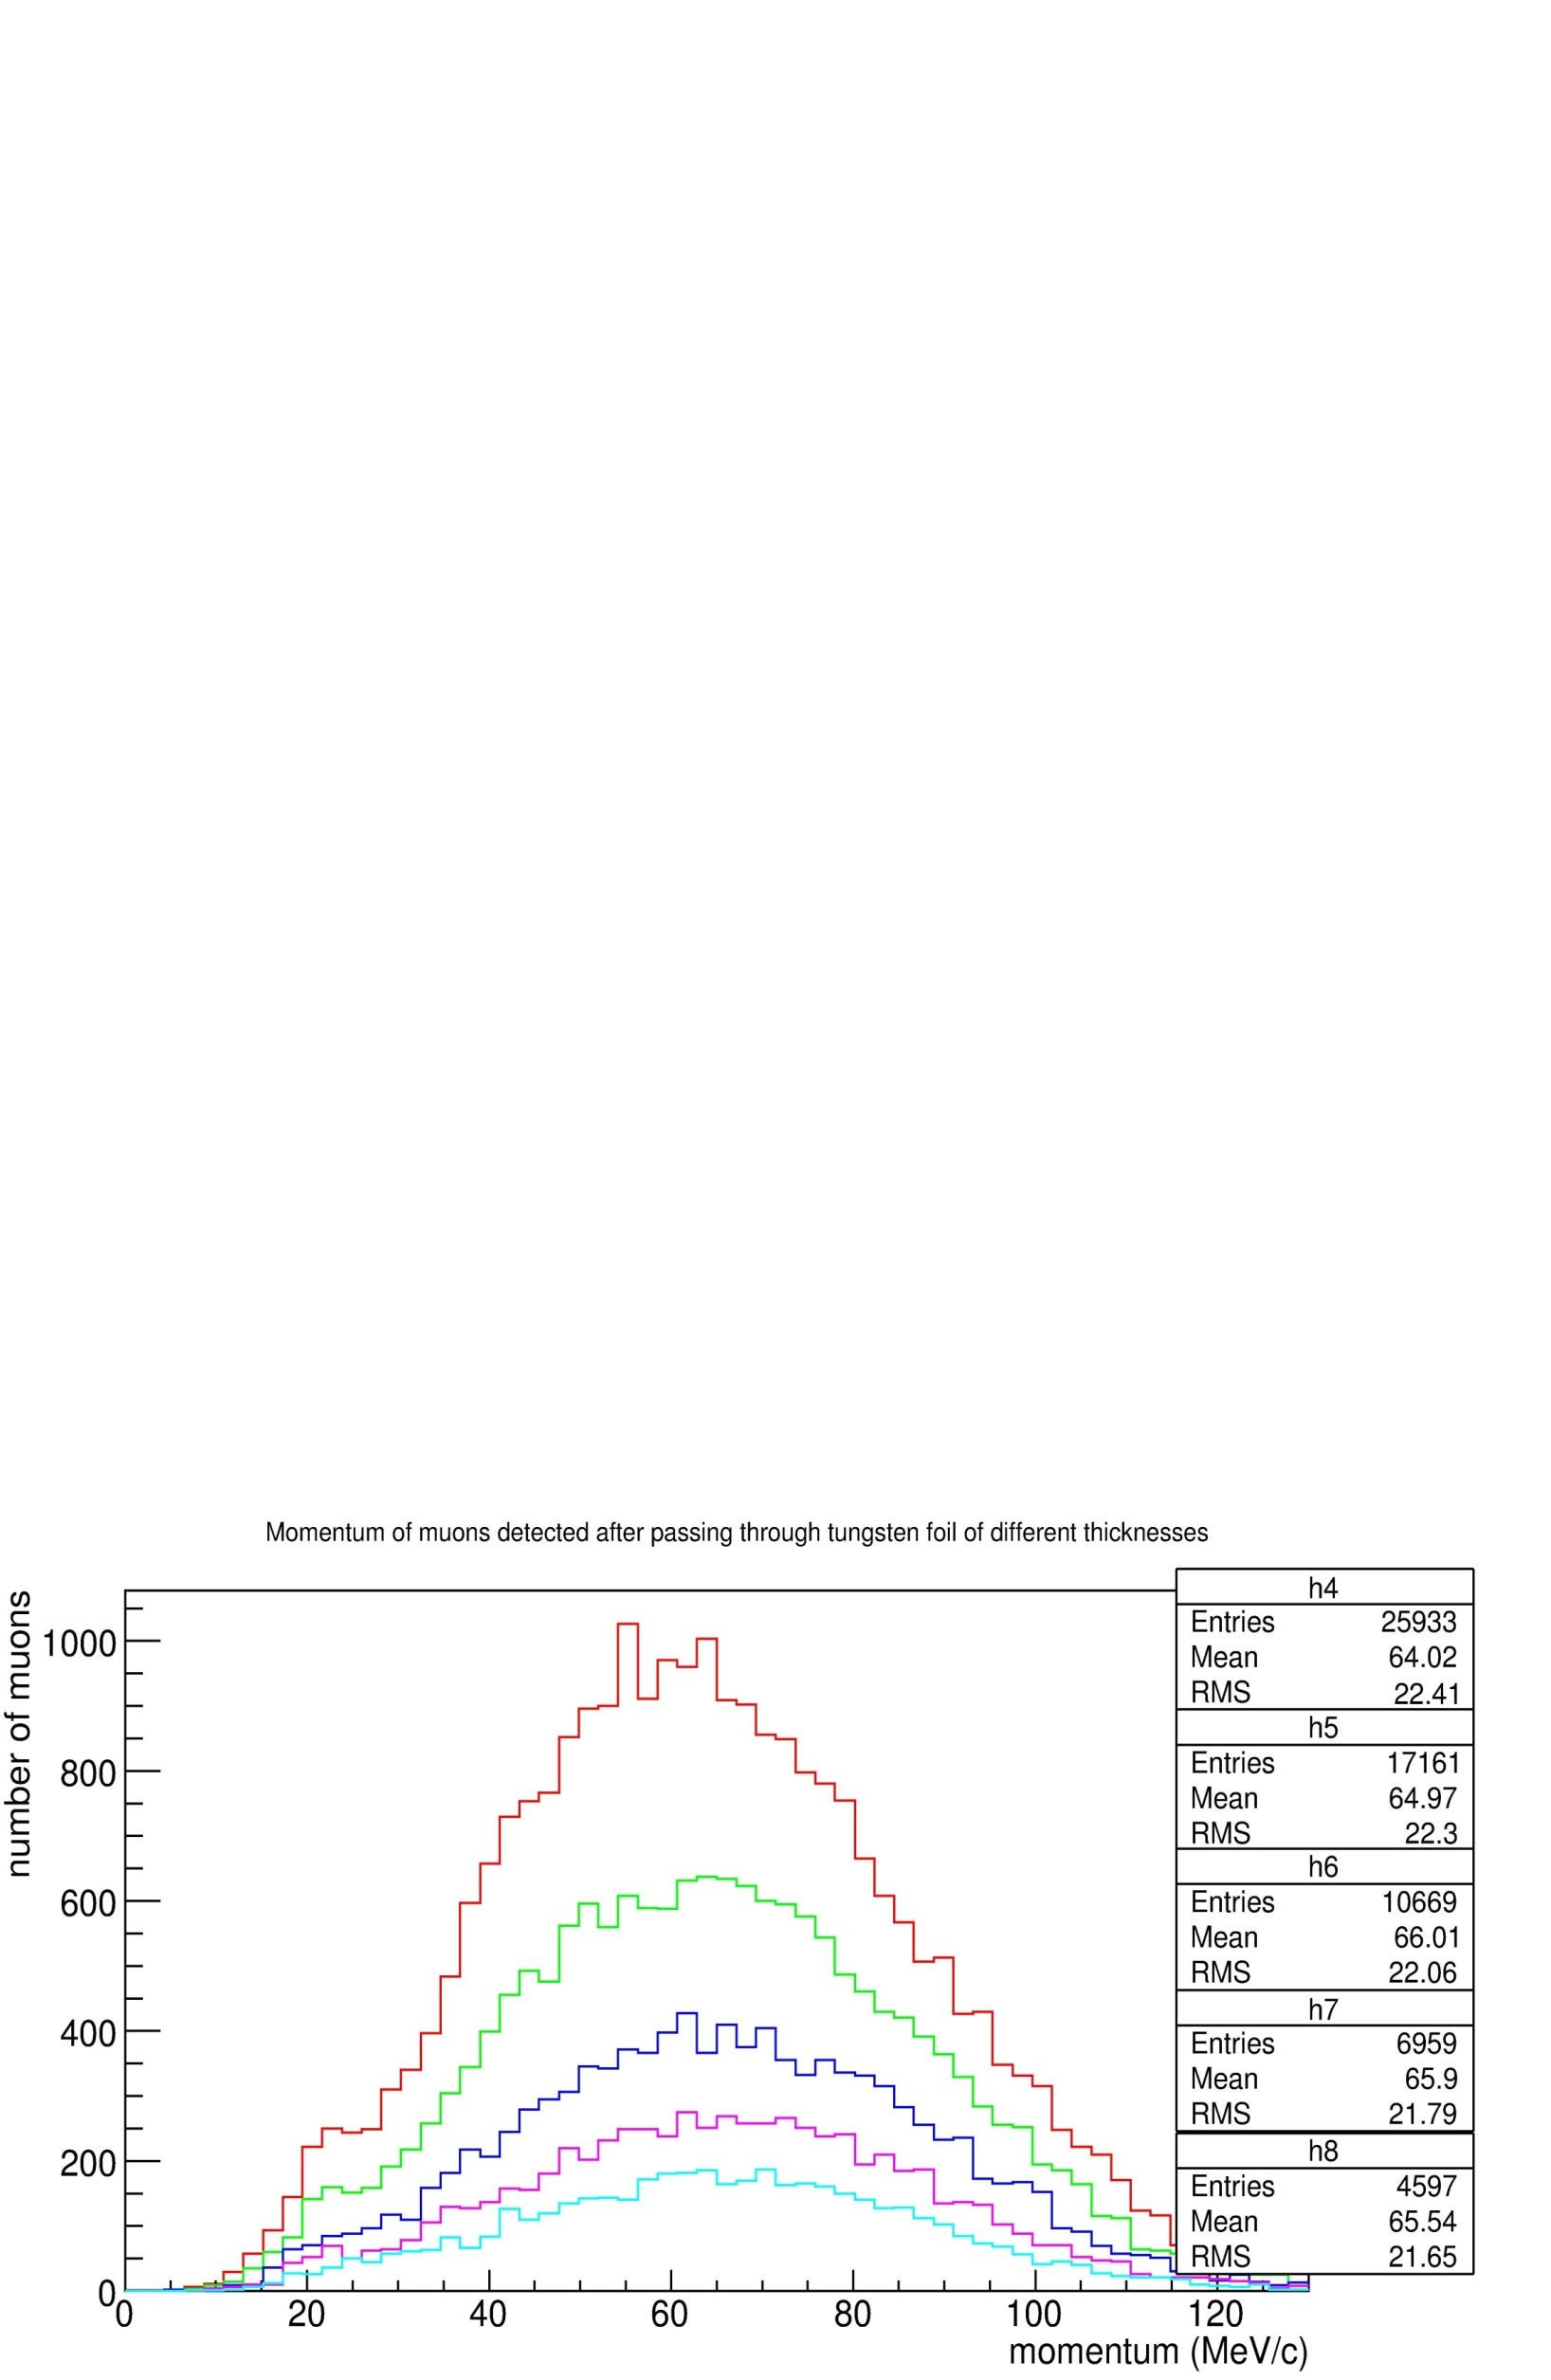 Momentum of muons detected after passing through tungsten foil of different thicknesses
number of muons
1000
800
600
400
200
0
0 20 40 60 80 100 120
momentum (MeV/c)
h4
Entries 25933
Mean 64.02
RMS 22.41
h5
Entries 17161
Mean 64.97
RMS 22.3
h6
Entries 10669
Mean 66.01
RMS 22.06
h7
Entries 6959
Mean 65.9
RMS 21.79
h8
Entries 4597
Mean 65.54
RMS 21.65